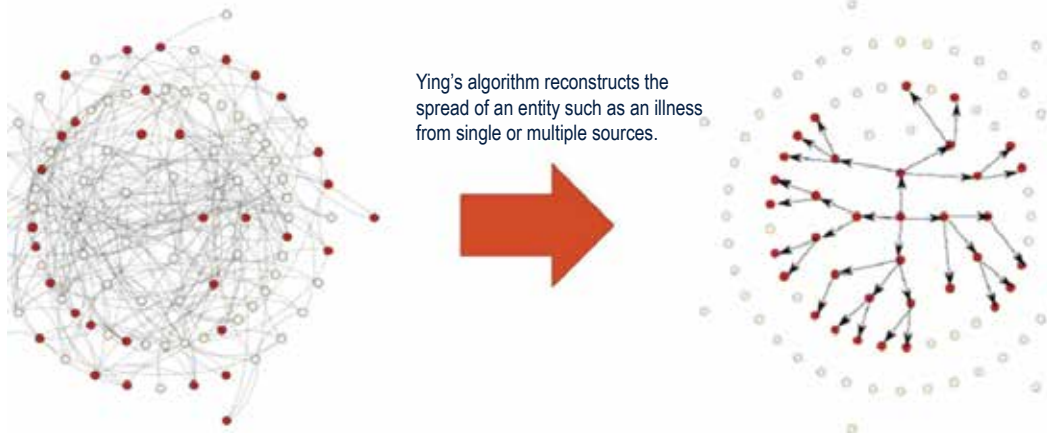 Ying’s algorithm reconstructs the
spread of an entity such as an illness
from single or multiple sources.